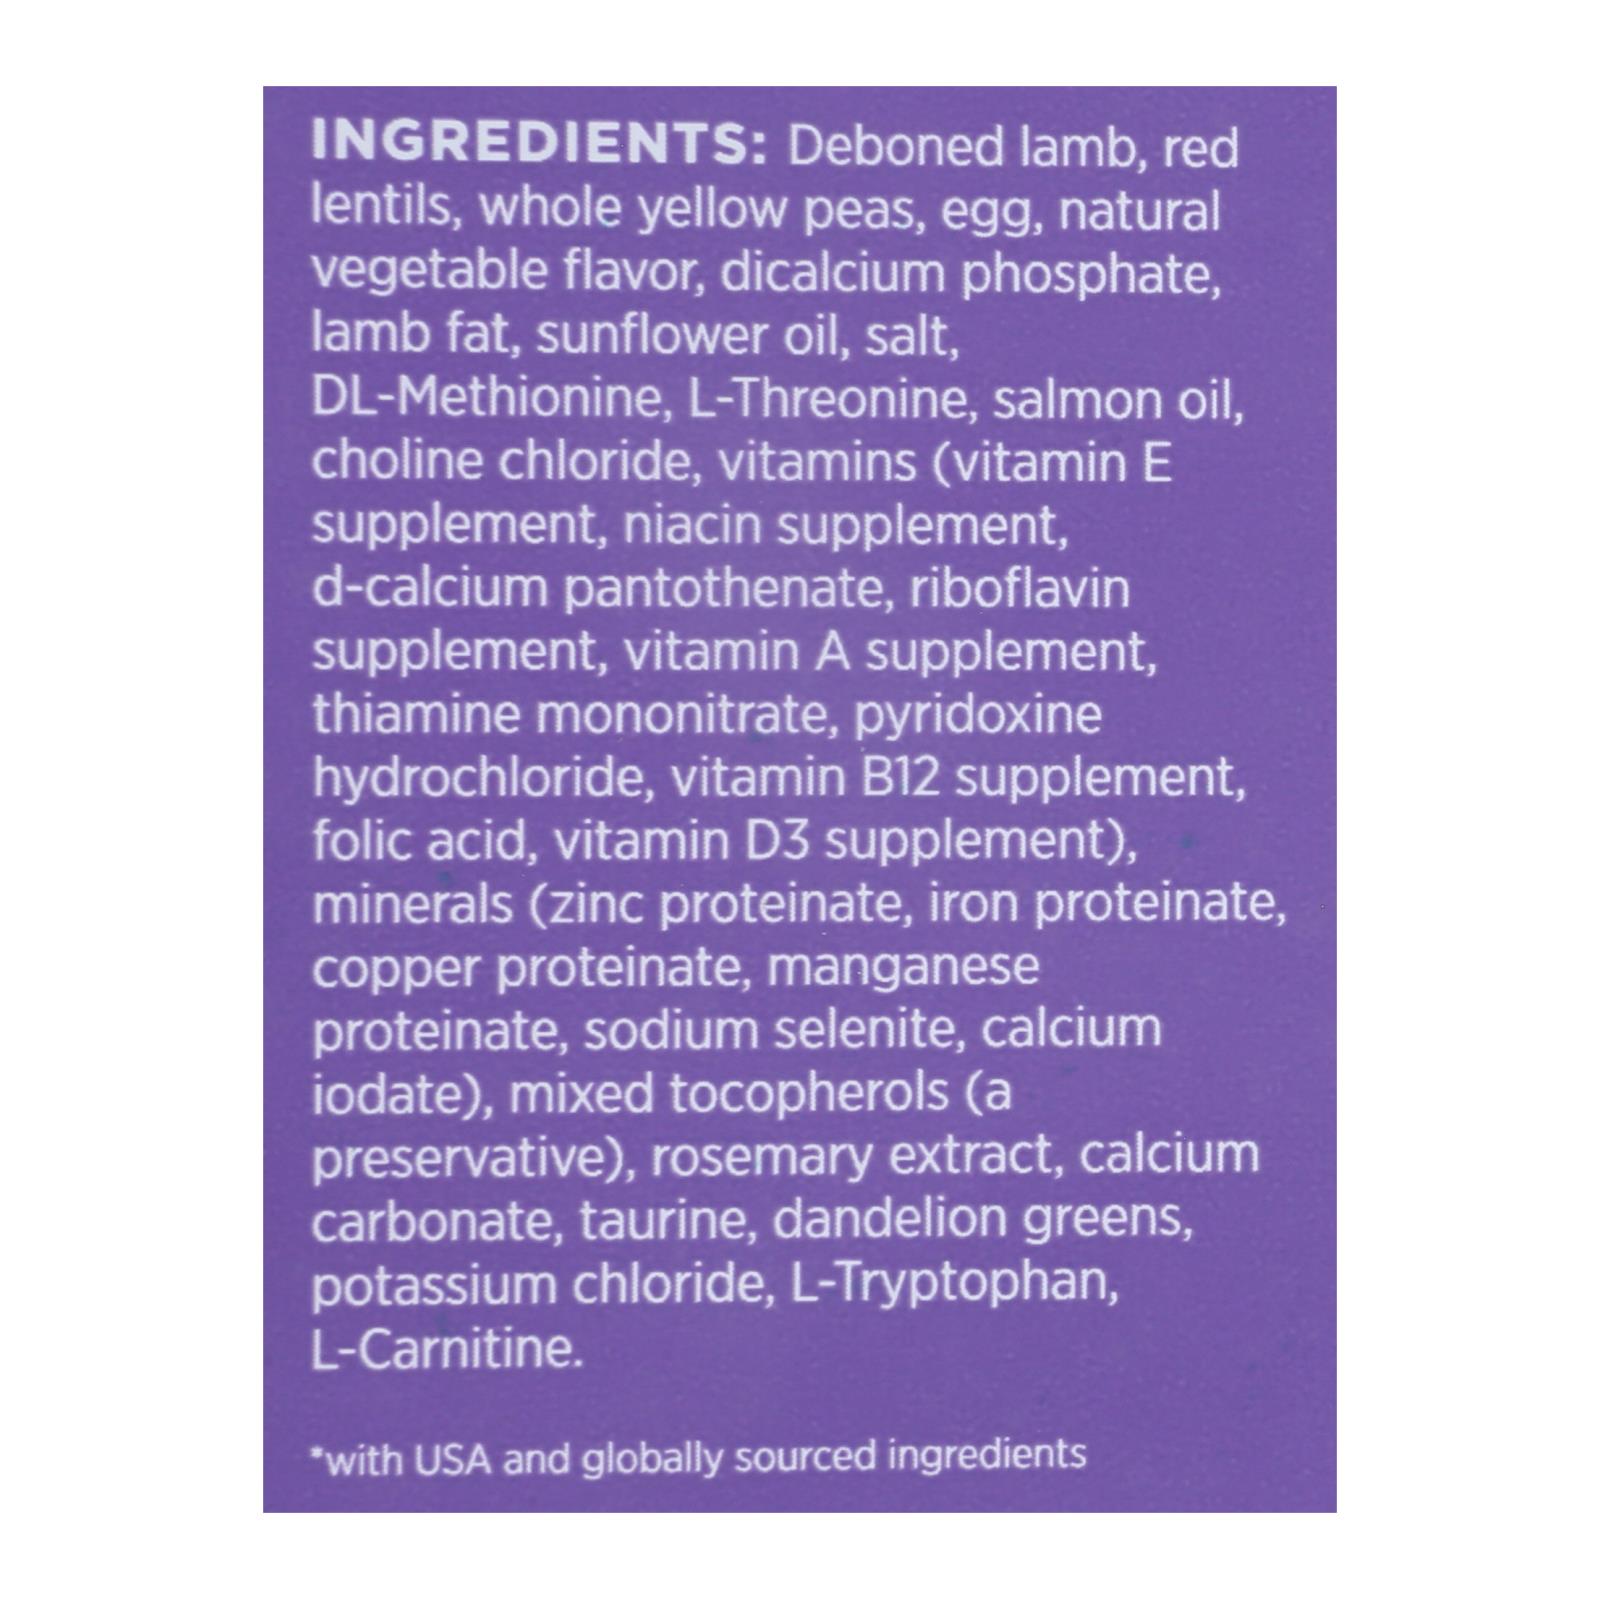 INGREDIENTS: Deboned lamb, red
lentils, whole yellow peas, egg, natural
vegetable flavor, dicalcium phosphate,
lamb fat, sunflower oil, salt,
DL-Methionine, L-Threonine, salmon oil,
choline chloride, vitamins (vitamin E
supplement, niacin supplement,
d-calcium pantothenate, riboflavin
supplement, vitamin A supplement,
thiamine mononitrate, pyridoxine
hydrochloride, vitamin B12 supplement,
folic acid, vitamin D3 supplement),
minerals (zinc proteinate, iron proteinate,
copper proteinate, manganese
proteinate, sodium selenite, calcium
iodate), mixed tocopherols (a
preservative), rosemary extract, calcium
carbonate, taurine, dandelion greens,
potassium chloride, L-Tryptophan,
L-Carnitine.
*with USA and globally sourced ingredients